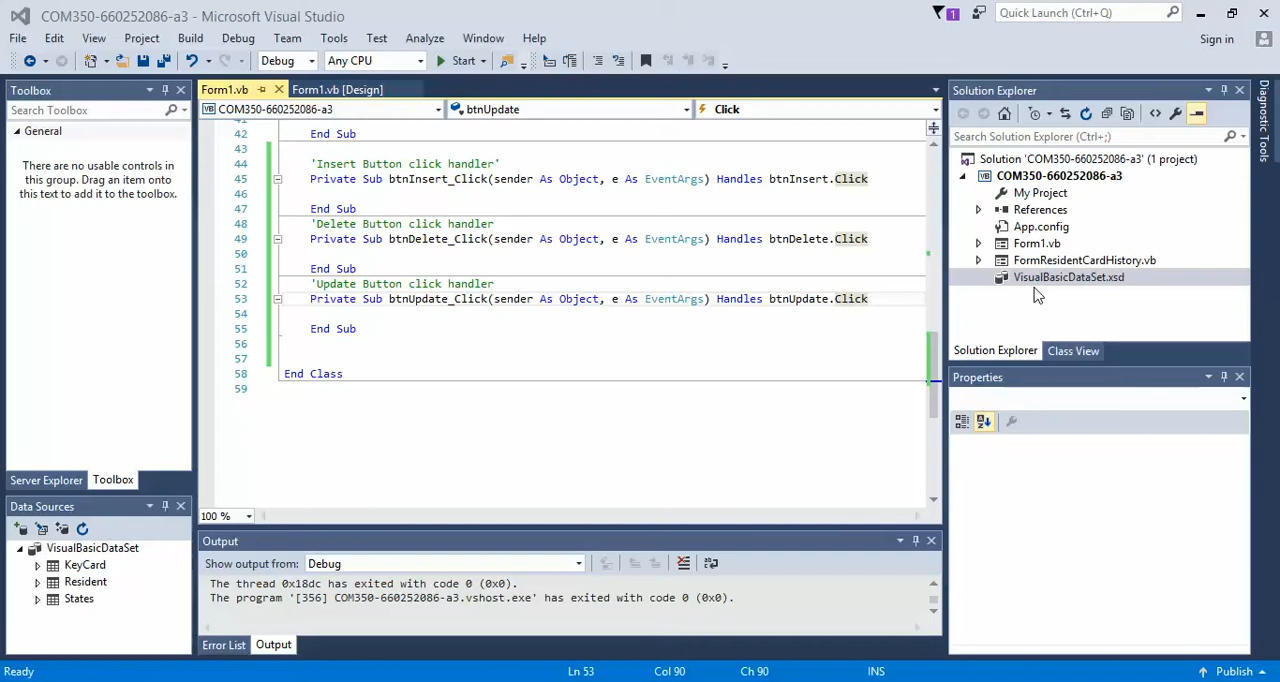 COM350-660252086-a3 - Microsoft Visual Studio
1
Quick Launch (Ctrl+Q)
File Edit View Project Build Debug Team Tools Test Analyze Window Help
Sign in
Debug Any CPU Start
Toolbox
Search Toolbox
General
There are no usable controls in
this group. Drag an item onto
this text to add it to the toolbox.
Server Explorer Toolbox
Data Sources
VisualBasicDataSet
KeyCard
Resident
States
Form1.vb Form1.vb [Design]
COM350-660252086-a3 btnUpdate Click
41
42 End Sub
43
44 'Insert Button click handler'
45 Private Sub btnInsert_Click(sender As Object, e As EventArgs) Handles btnInsert.Click
46
47 End Sub
48 'Delete Button click handler
49 Private Sub btnDelete_Click(sender As Object, e As EventArgs) Handles btnDelete.Click
50
51 End Sub
52 'Update Button click handler
53 Private Sub btnUpdate_Click(sender As Object, e As EventArgs) Handles btnUpdate.Click
54
55 End Sub
56
57
58 End Class
59
100 %
Output
Show output from: Debug
The thread 0x18dc has exited with code 0 (0x0).
The program '[356] COM350-660252086-a3.vshost.exe' has exited with code 0 (0x0).
Error List Output
Solution Explorer
Search Solution Explorer (Ctrl+;)
Solution 'COM350-660252086-a3' (1 project)
VB COM350-660252086-a3
My Project
References
App.config
Form1.vb
FormResidentCardHistory.vb
VisualBasicDataSet.xsd
Solution Explorer Class View
Properties
Diagnostic Tools
Ready Ln 53 Col 90 Ch 90 INS Publish